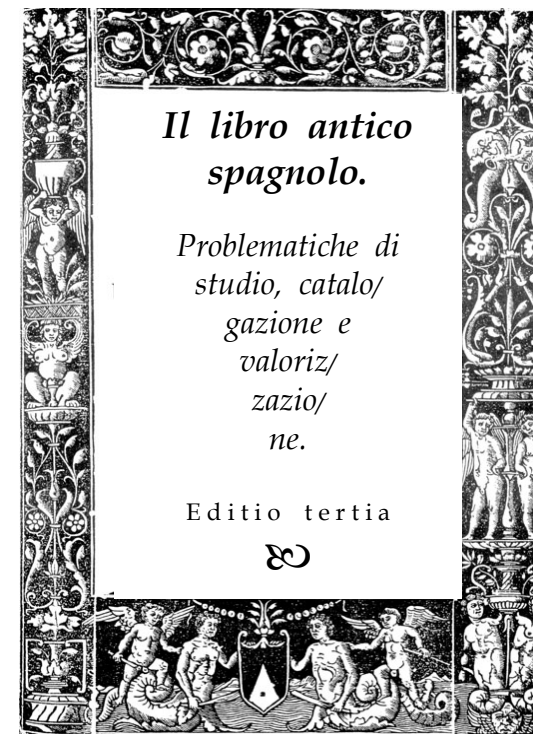 Il libro antico
spagnolo.
Problematiche di
studio, catalo/
gazione e
valoriz/
zazio/
ne.
Editio tertia